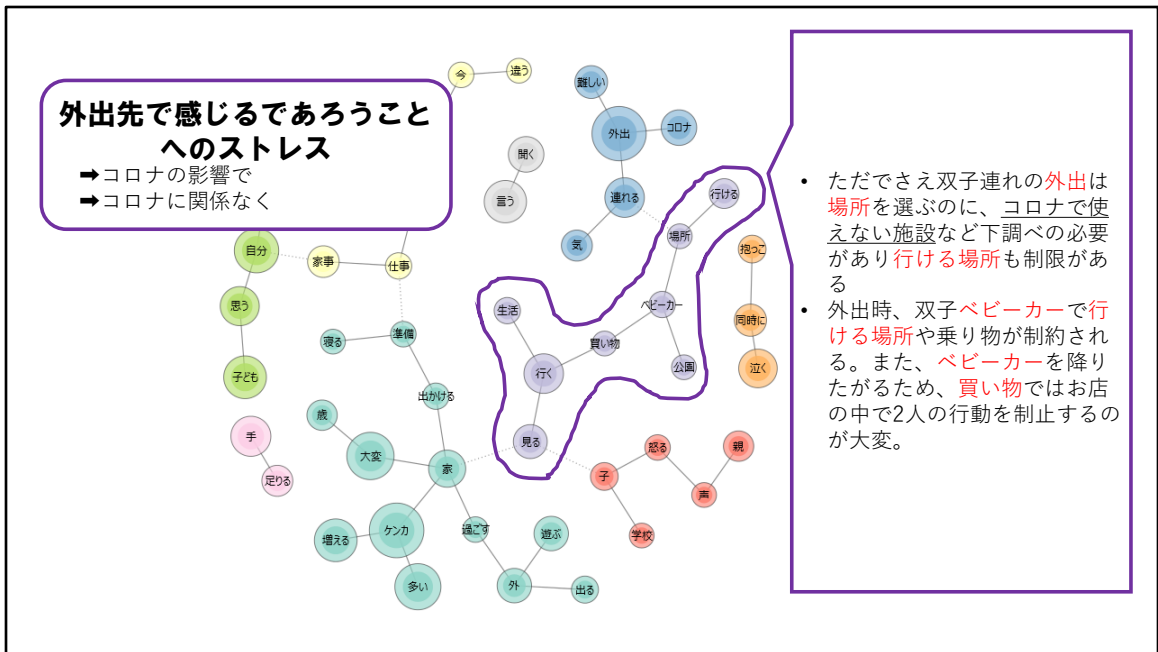 外出先で感じるであろうこと
へのストレス
➡コロナの影響で
➡コロナに関係なく
今
違う
難しい
外出
コロナ
聞く
言う
連れる
気
行ける
場所
抱っこ
自分
家事
仕事
思う
子ども
生活
ベビーカー
同時に
準備
寝る
買い物
行く
公園
泣く
出かける
歳
手
足りる
大変
家
見る
子
怒る
親
声
学校
増える
ケンカ
過ごす
遊ぶ
多い
外
出る
• ただでさえ双子連れの外出は
場所を選ぶのに、コロナで使
えない施設など下調べの必要
があり行ける場所も制限があ
る
• 外出時、双子ベビーカーで行
ける場所や乗り物が制約され
る。また、ベビーカーを降り
たがるため、買い物ではお店
の中で2人の行動を制止するの
が大変。